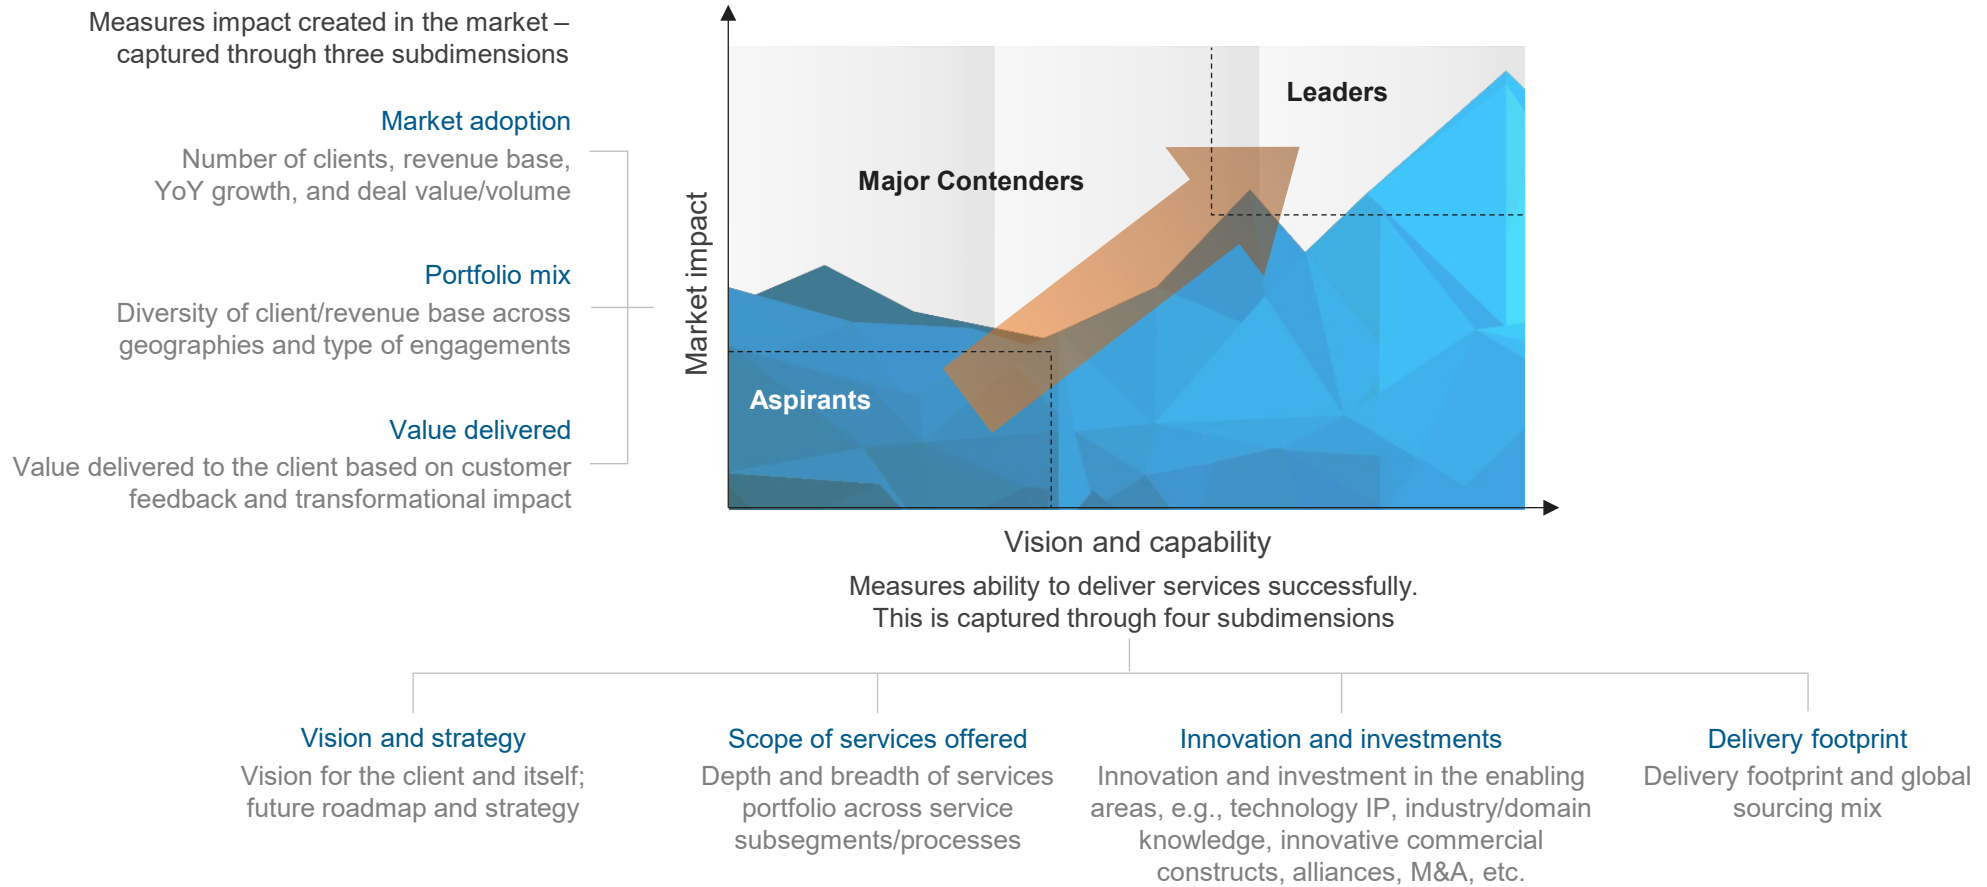 Measures impact created in the market –
captured through three subdimensions
Market adoption
Number of clients, revenue base,
YoY growth, and deal value/volume
Portfolio mix
Diversity of client/revenue base across
geographies and type of engagements
Value delivered
Value delivered to the client based on customer
feedback and transformational impact
Market impact
Leaders
Major Contenders
Aspirants
Vision and capability
Measures ability to deliver services successfully.
This is captured through four subdimensions
Vision and strategy
Vision for the client and itself;
future roadmap and strategy
Scope of services offered
Depth and breadth of services
portfolio across service
subsegments/processes
Innovation and investments
Innovation and investment in the enabling
areas, e.g., technology IP, industry/domain
knowledge, innovative commercial
constructs, alliances, M&A, etc.
Delivery footprint
Delivery footprint and global
sourcing mix